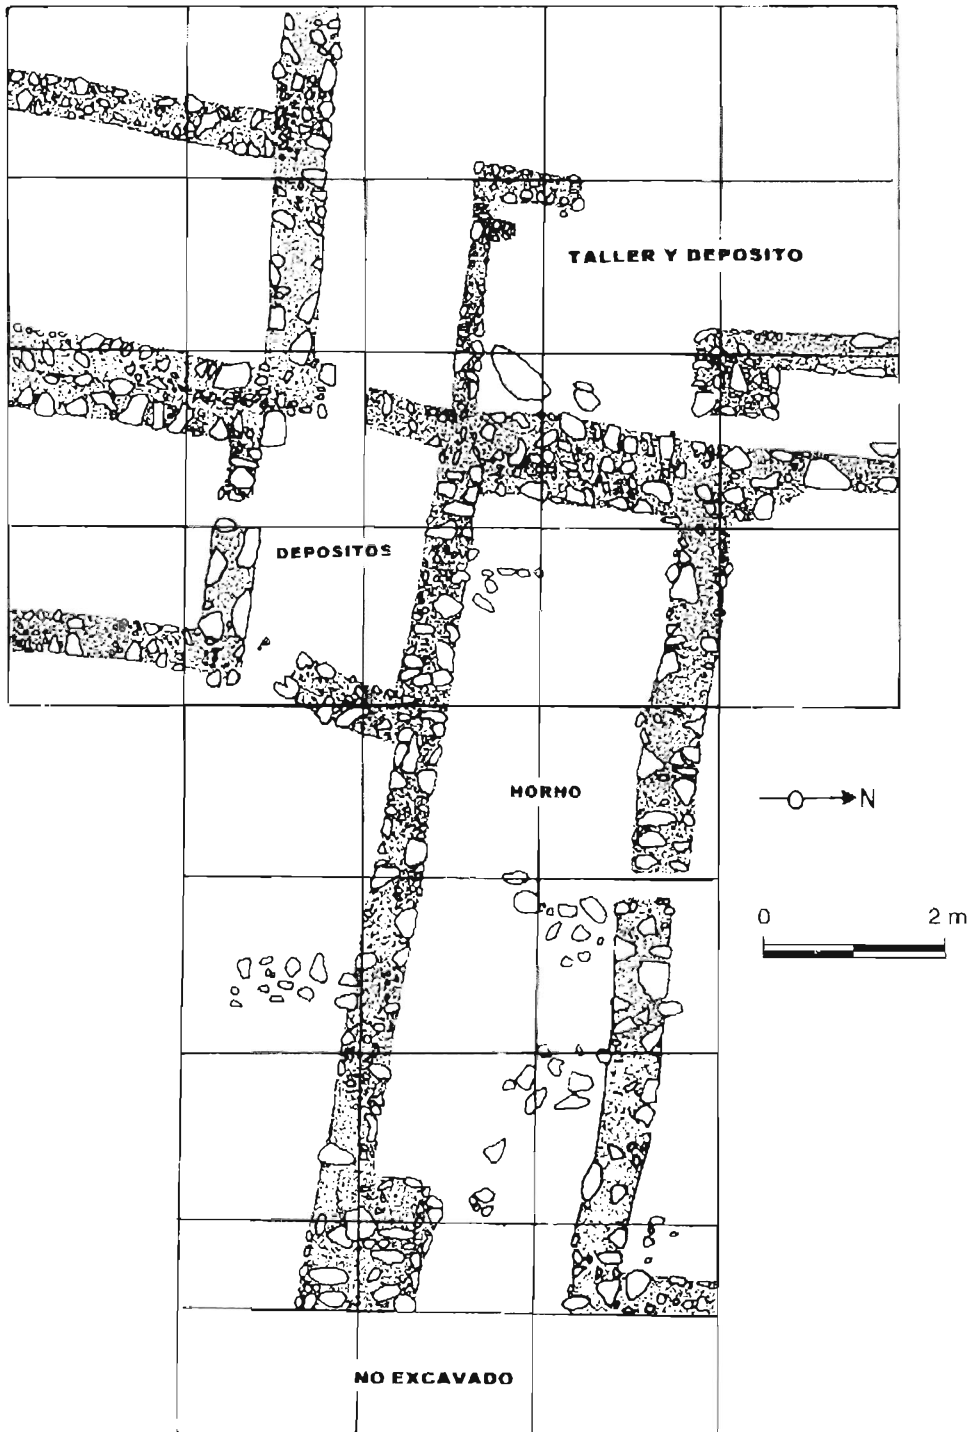 TALLER Y DEPOSITO
DEPOSITOS
HORNO
N
0 2 m
NO EXCAVADO